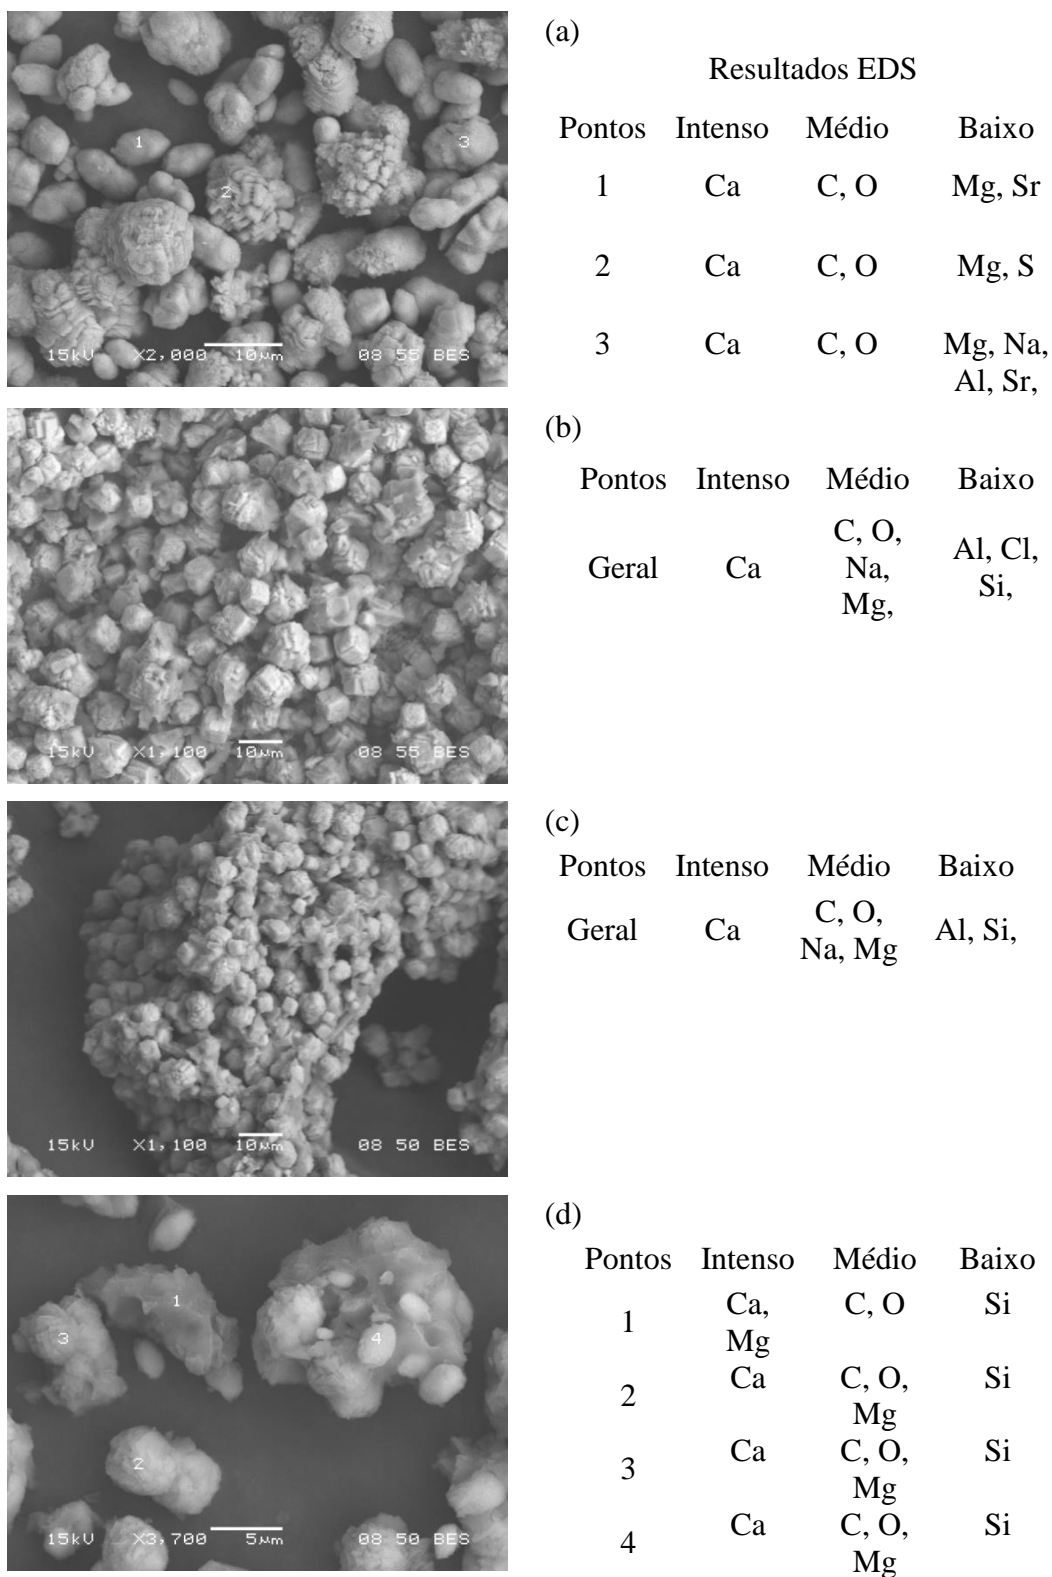 (a)
Resultados EDS
Pontos Intenso Médio Baixo
1 Ca C, O Mg, Sr
2 Ca C, O Mg, S
3 Ca C, O Mg, Na,
Al, Sr,
1
2
3
15kV X2,000 10µm 08 55 BES
(b)
Pontos Intenso Médio Baixo
Geral Ca C, O,
Na,
Mg,
Al, Cl,
Si,
15kV X1,100 10µm 08 55 BES
(c)
Pontos Intenso Médio Baixo
Geral Ca C, O,
Na, Mg
Al, Si,
15kV X1,100 10µm 08 50 BES
(d)
Pontos Intenso Médio Baixo
1 Ca,
Mg
C, O Si
2 Ca C, O,
Mg
Si
3 Ca C, O,
Mg
Si
4 Ca C, O,
Mg
Si
1
3
4
2
15kV X3,700 5µm 08 50 BES